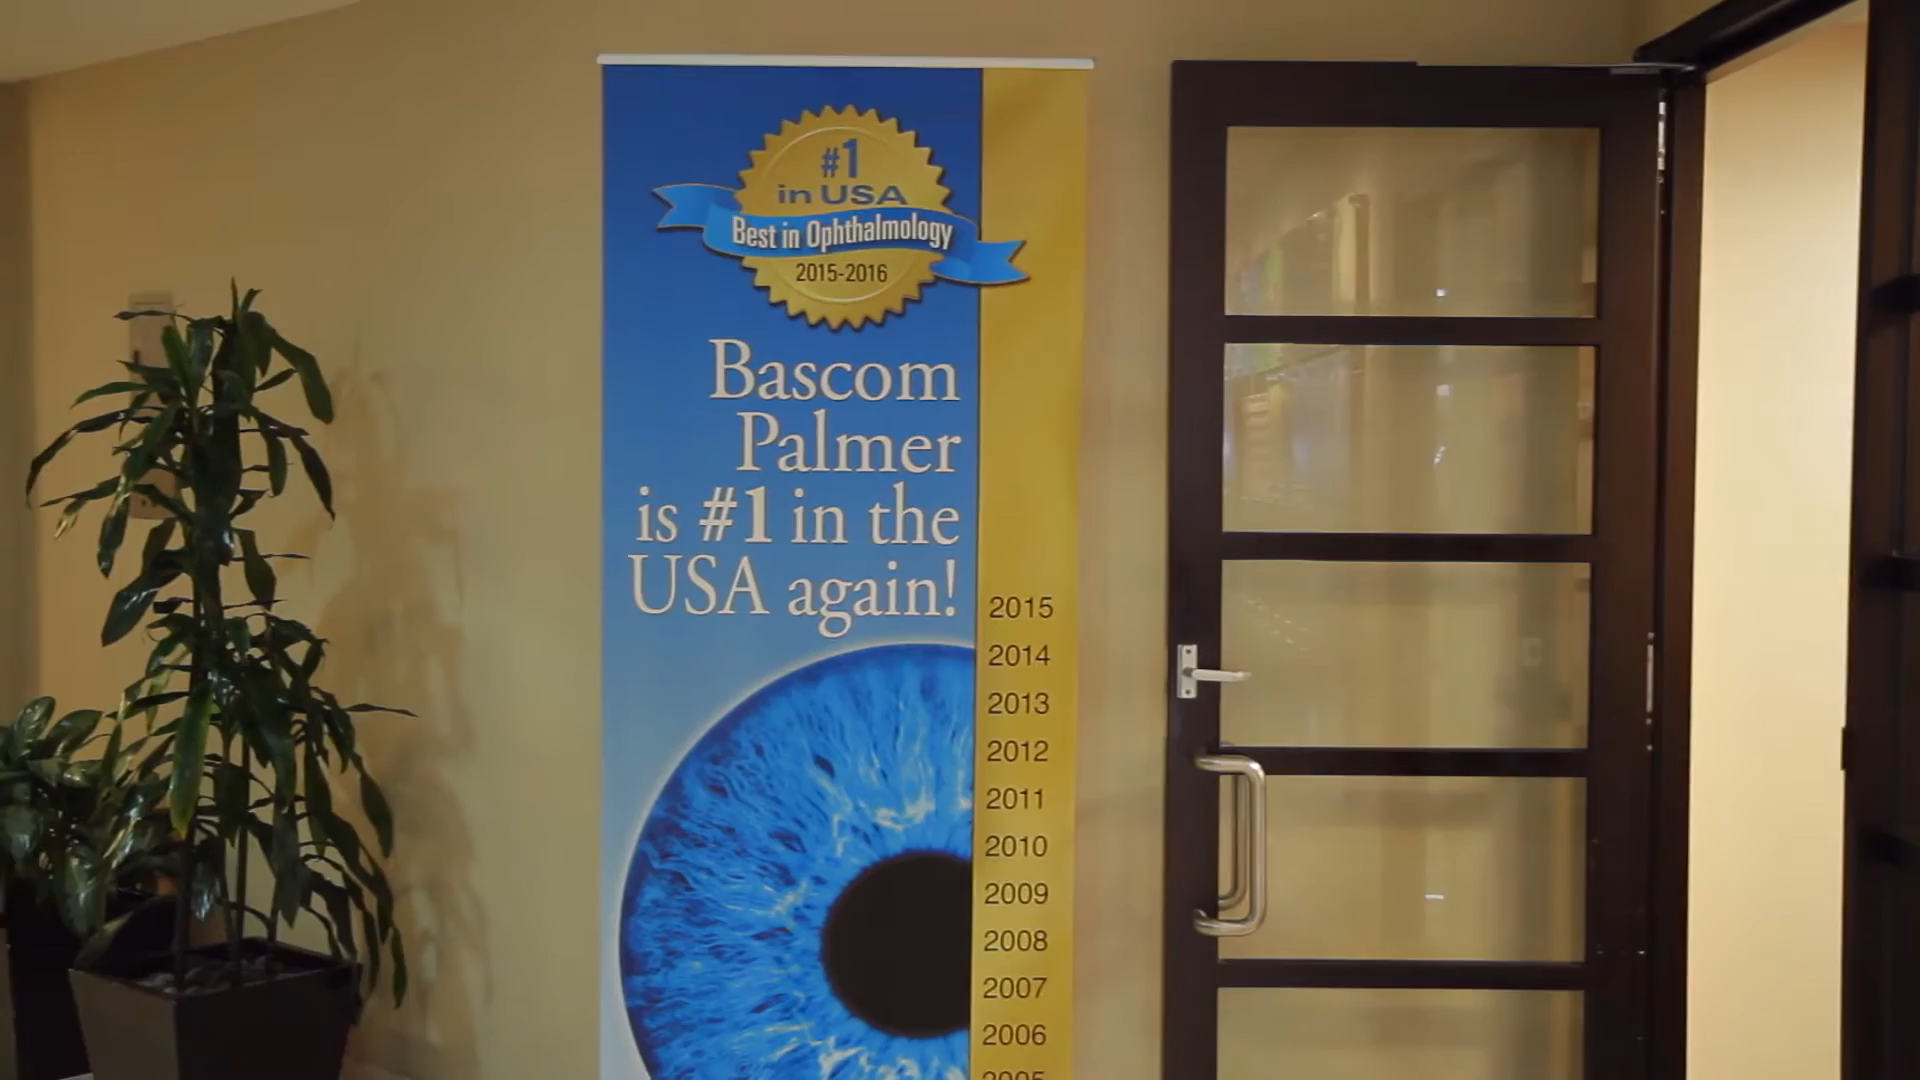 #1
in USA
Best in Ophthalmology
2015-2016
Bascom
Palmer
is #1 in the
USA again!
2015
2014
2013
2012
2011
2010
2009
2008
2007
2006
2005